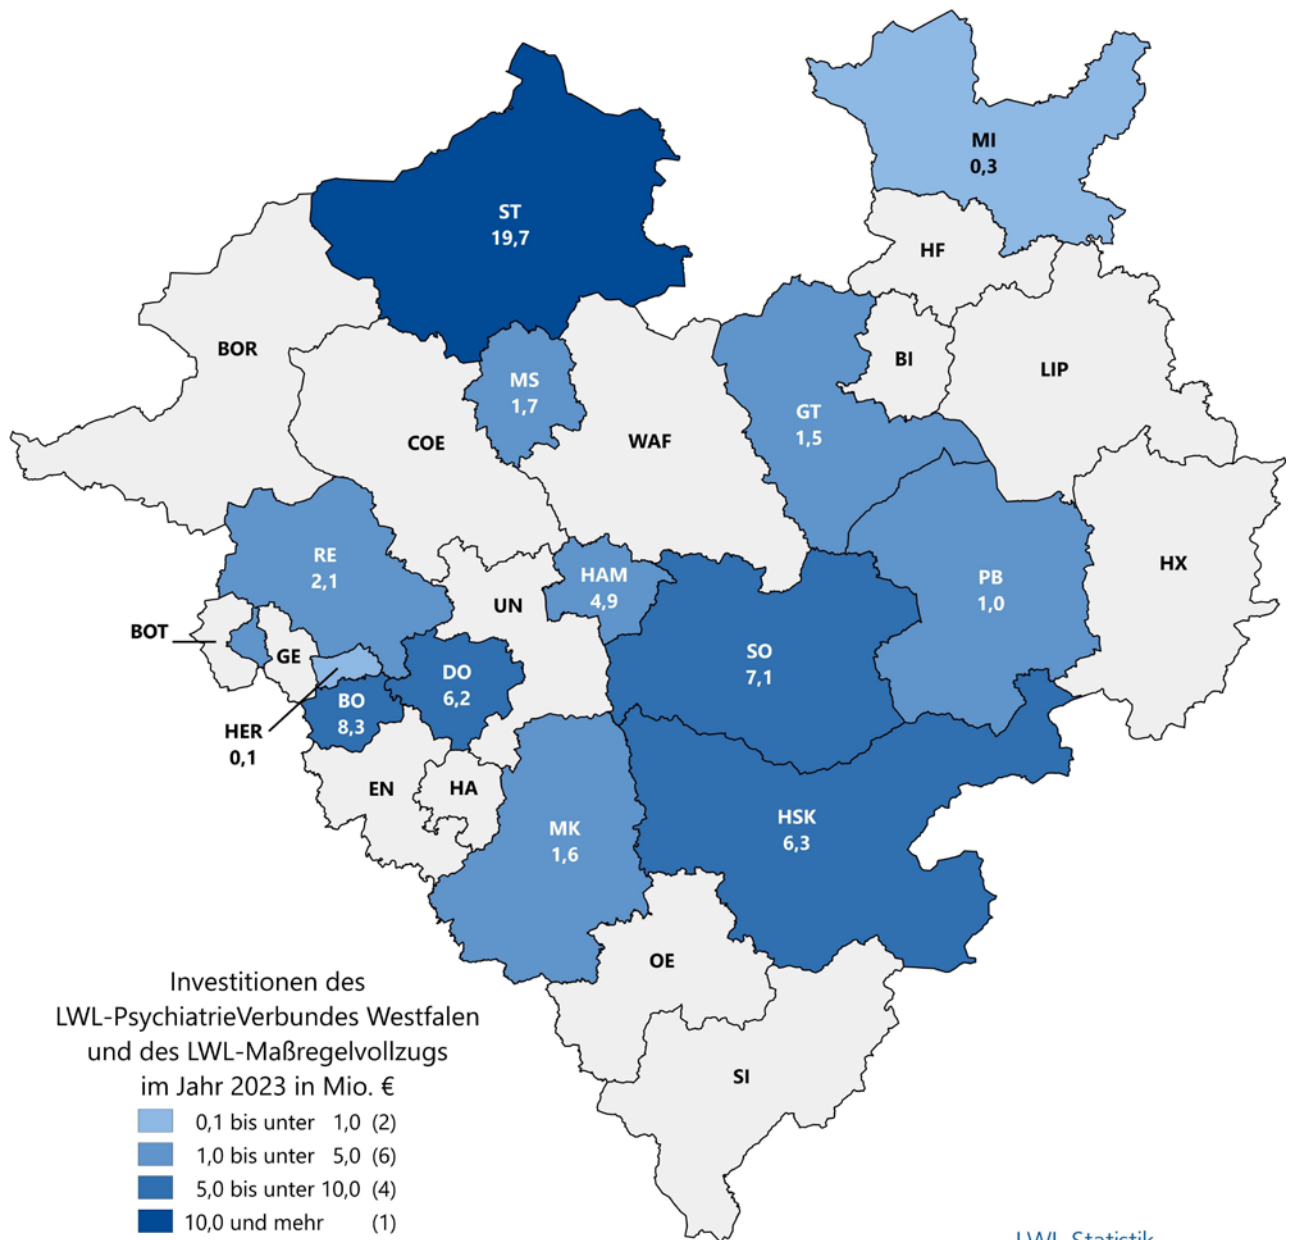 MI
0,3
ST
19,7
HF
BOR
BI
LIP
MS
1,7
GT
1,5
COE
WAF
RE
2,1
HAM
4,9
PB
1,0
HX
UN
BOT
GE
SO
7,1
DO
6,2
BO
8,3
HER
0,1
EN
HA
HSK
6,3
MK
1,6
OE
SI
Investitionen des
LWL-PsychiatrieVerbundes Westfalen
und des LWL-Maßregelvollzugs
im Jahr 2023 in Mio. €
0,1 bis unter 1,0 (2)
1,0 bis unter 5,0 (6)
5,0 bis unter 10,0 (4)
10,0 und mehr (1)
LWL-Statistik